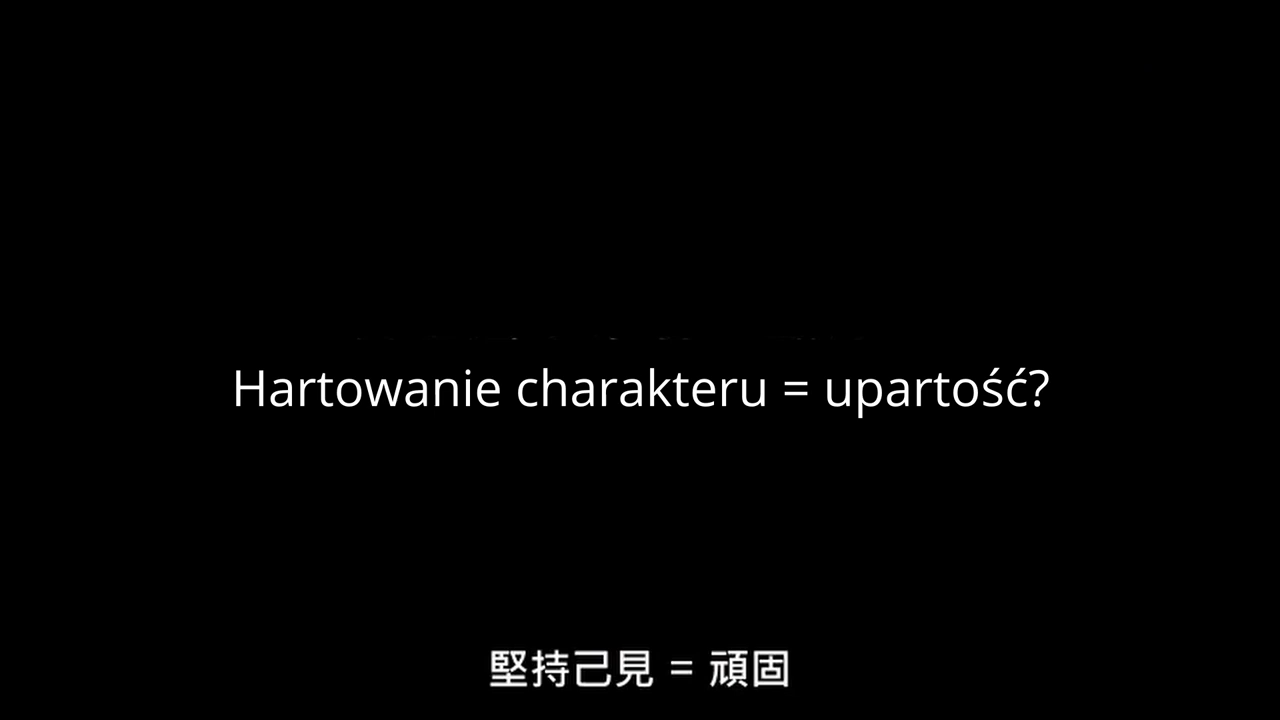 Hartowanie charakteru = upartość?
堅持己見 = 頑固